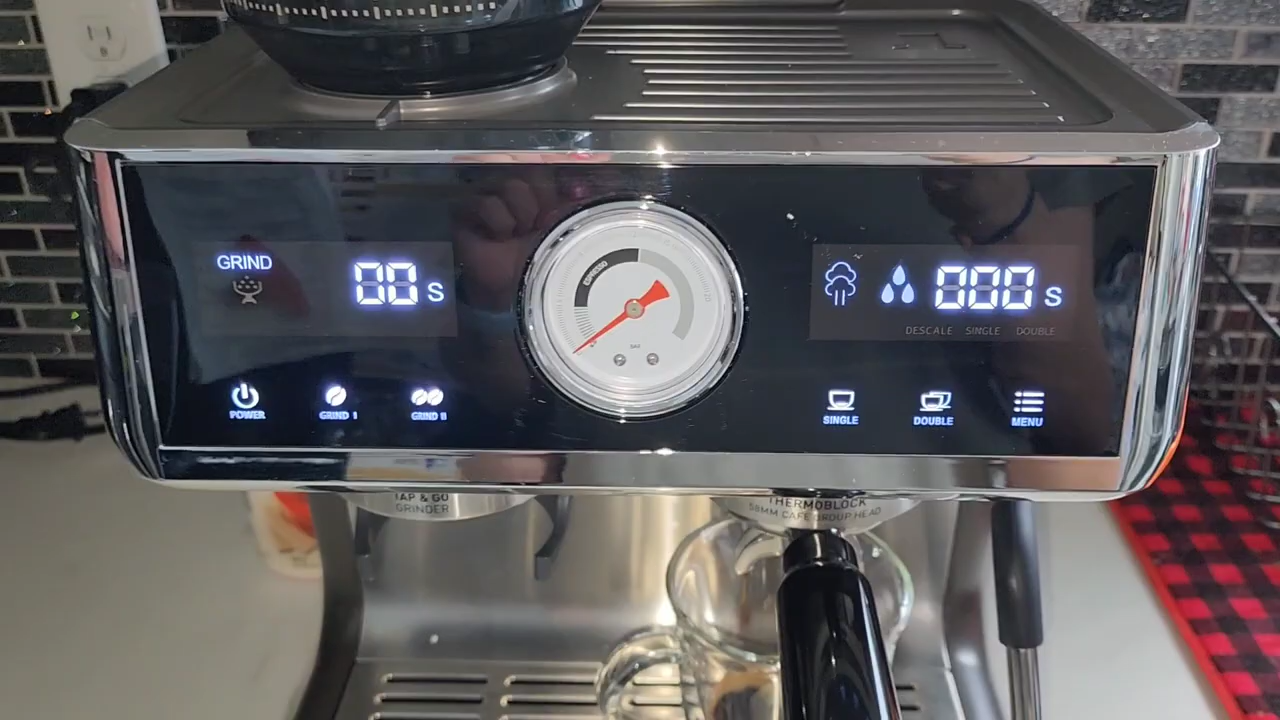 GRIND
00 S
ESPRESSO
000 S
DESCALE SINGLE DOUBLE
BAR
POWER
GRIND I
GRIND II
SINGLE
DOUBLE
MENU
TAP & GO
GRINDER
THERMOBLOCK
58MM CAFE GROUP HEAD